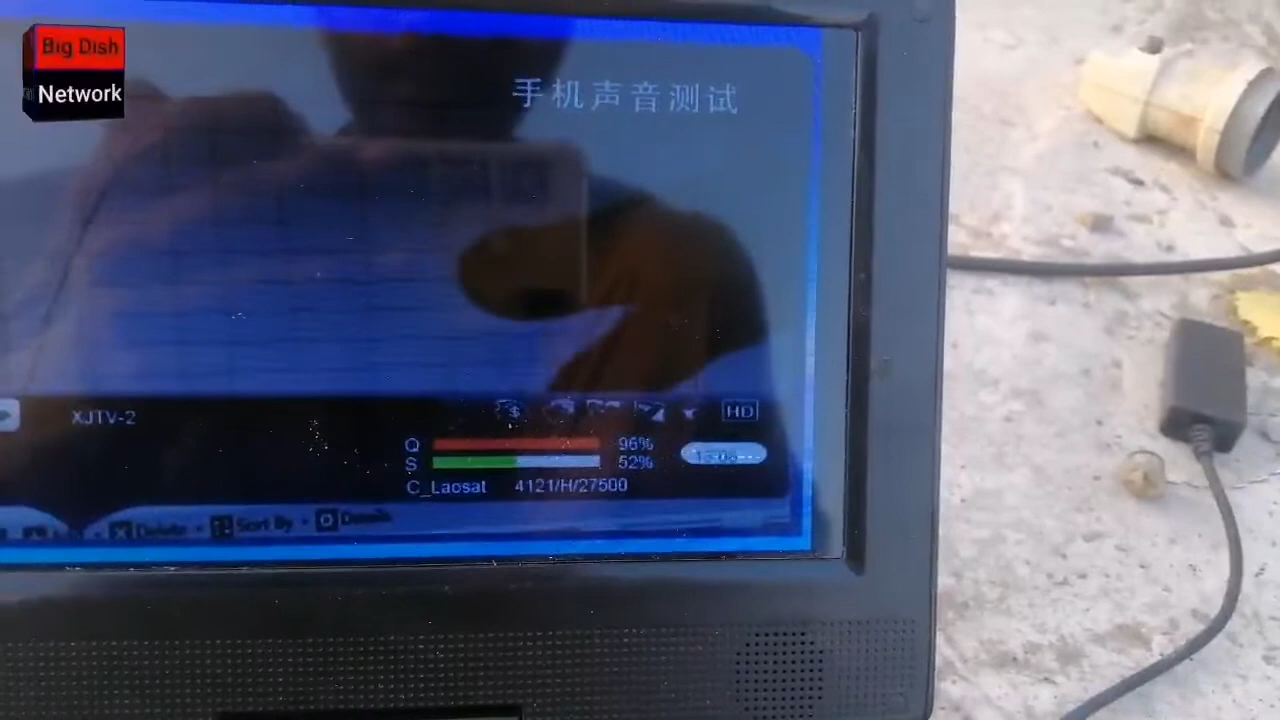 Big Dish
Network
手机声音测试
XJTV-2
HD
Q 96%
S 52%
C_Laosat 4121/H/27500
Delete
Sort By
Details